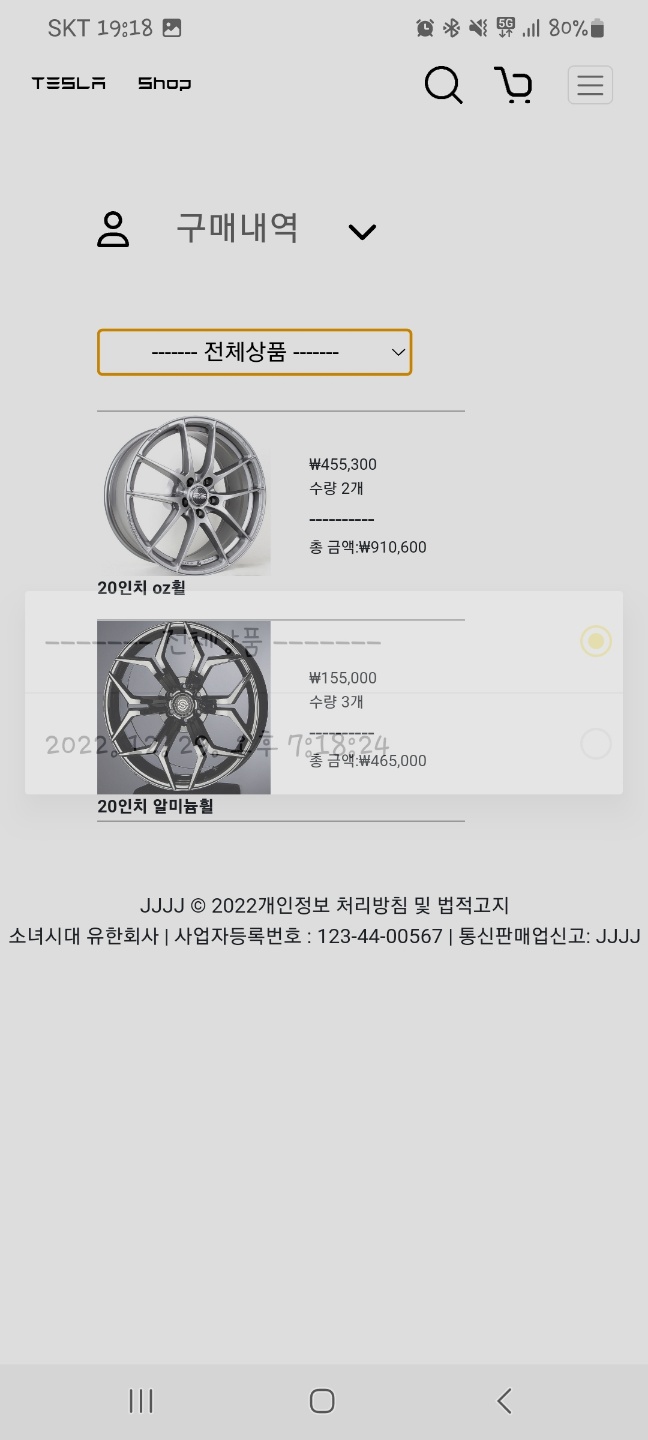 SKT 19:18 5G 80%
TESLA Shop
구매내역
------- 전체상품 -------
₩455,300
수량 2개
----------
총 금액:₩910,600
20인치 oz휠
------- 전체상품 -------
₩155,000
수량 3개
----------
2022. 12. 29. 오후 7:18:24
총 금액:₩465,000
20인치 알미늄휠
JJJJ © 2022개인정보 처리방침 및 법적고지
소녀시대 유한회사 | 사업자등록번호 : 123-44-00567 | 통신판매업신고: JJJJ